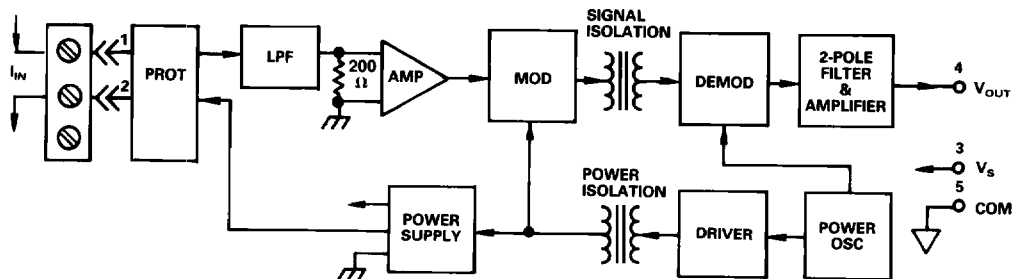 I_IN
1
2
PROT
LPF
200
Ω
AMP
MOD
SIGNAL
ISOLATION
DEMOD
2-POLE
FILTER
&
AMPLIFIER
4
V_OUT
3
V_S
5
COM
POWER
ISOLATION
POWER
SUPPLY
DRIVER
POWER
OSC